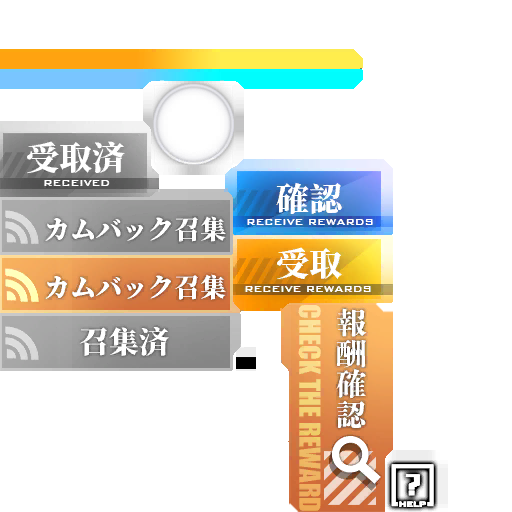 受取済
RECEIVED
確認
RECEIVE REWARDS
カムバック召集
受取
RECEIVE REWARDS
カムバック召集
召集済
報酬確認
CHECK THE REWARD
?
HELP